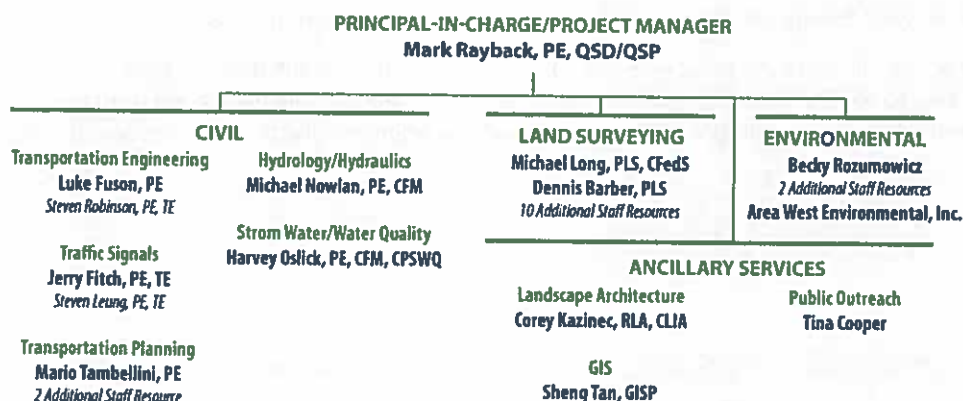 PRINCIPAL-IN-CHARGE/PROJECT MANAGER
Mark Rayback, PE, QSD/QSP
CIVIL
Transportation Engineering
Luke Fuson, PE
Steven Robinson, PE, TE
Traffic Signals
Jerry Fitch, PE, TE
Steven Leung, PE, TE
Transportation Planning
Mario Tambellini, PE
2 Additional Staff Resource
Hydrology/Hydraulics
Michael Nowlan, PE, CFM
Strom Water/Water Quality
Harvey Oslick, PE, CFM, CPSWQ
LAND SURVEYING
Michael Long, PLS, CFedS
Dennis Barber, PLS
10 Additional Staff Resources
ENVIRONMENTAL
Becky Rozumowicz
2 Additional Staff Resources
Area West Environmental, Inc.
ANCILLARY SERVICES
Landscape Architecture
Corey Kazinec, RLA, CLIA
GIS
Sheng Tan, GISP
Public Outreach
Tina Cooper